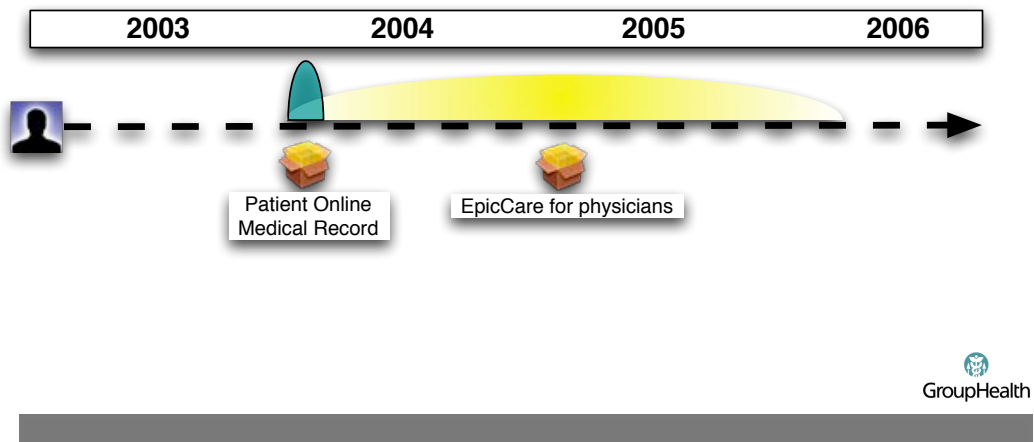 2003 2004 2005 2006
Patient Online
Medical Record
EpicCare for physicians
GroupHealth